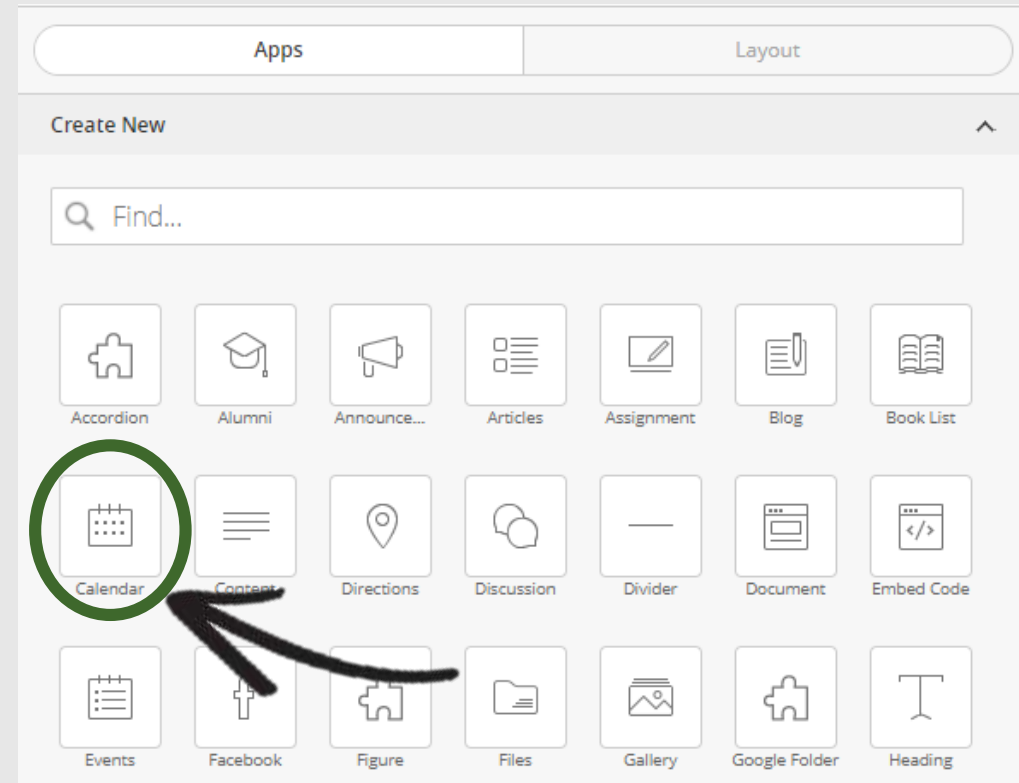 Apps Layout
Create New
Find...
Accordion Alumni Announce... Articles Assignment Blog Book List
Calendar Content Directions Discussion Divider Document Embed Code
Events Facebook Figure Files Gallery Google Folder Heading